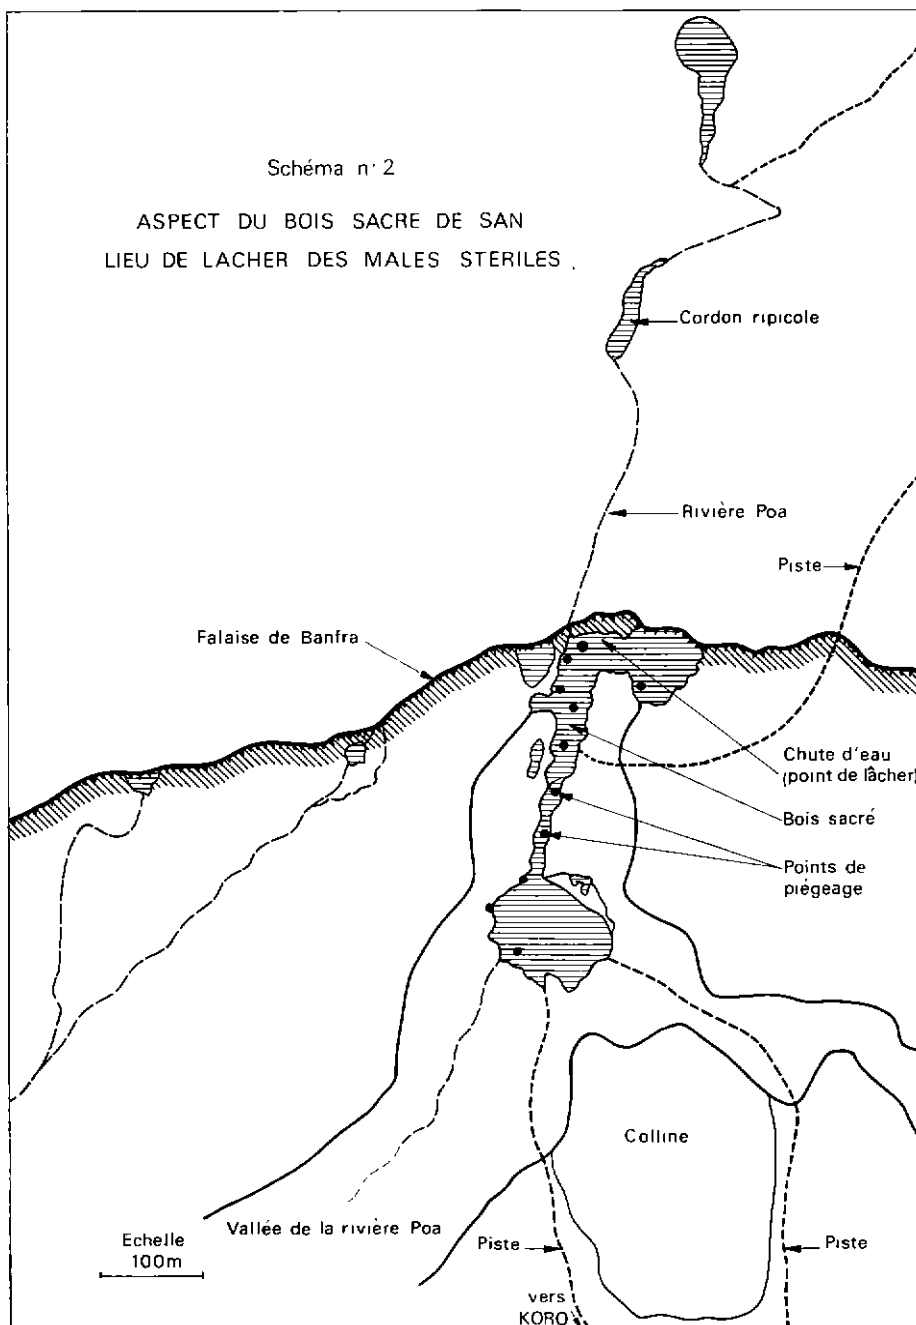 Schéma n° 2
ASPECT DU BOIS SACRE DE SAN
LIEU DE LACHER DES MALES STERILES
Cordon ripicole
Rivière Poa
Piste
Falaise de Banfra
Chute d'eau
(point de lâcher)
Bois sacré
Points de
piégeage
Colline
Vallée de la rivière Poa
Echelle
100m
Piste
Piste
vers
KORO